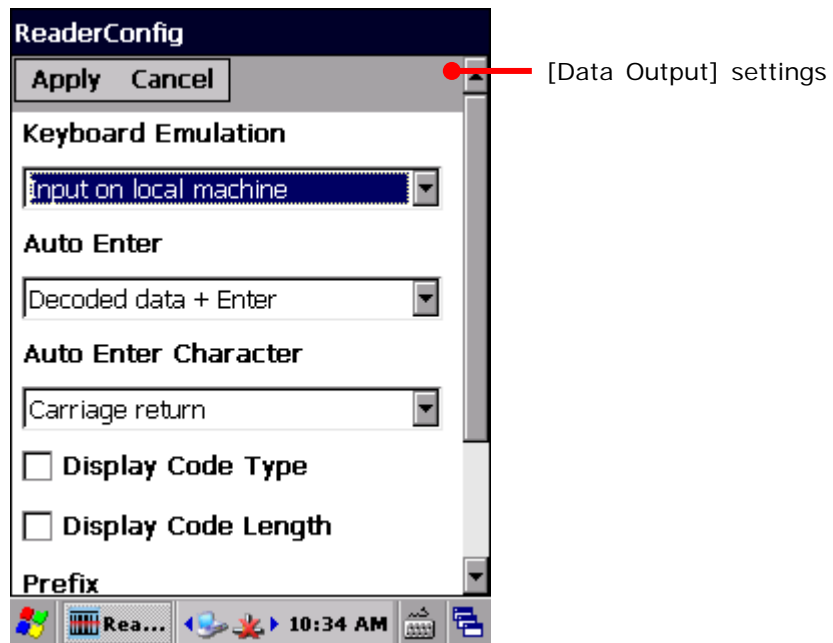 ReaderConfig
Apply Cancel
[Data Output] settings
Keyboard Emulation
Input on local machine
Auto Enter
Decoded data + Enter
Auto Enter Character
Carriage return
Display Code Type
Display Code Length
Prefix
Rea... 10:34 AM